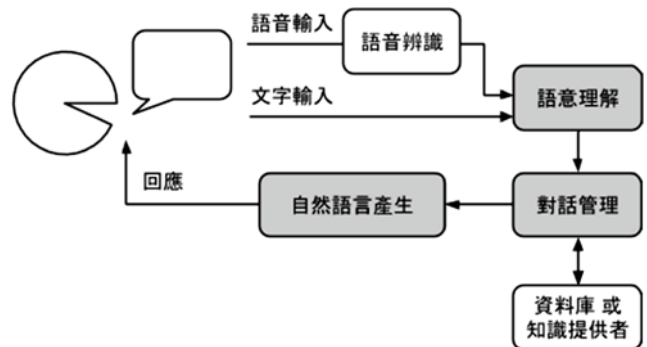 語音輸入
語音辨識
文字輸入
語意理解
回應
自然語言產生
對話管理
資料庫 或
知識提供者